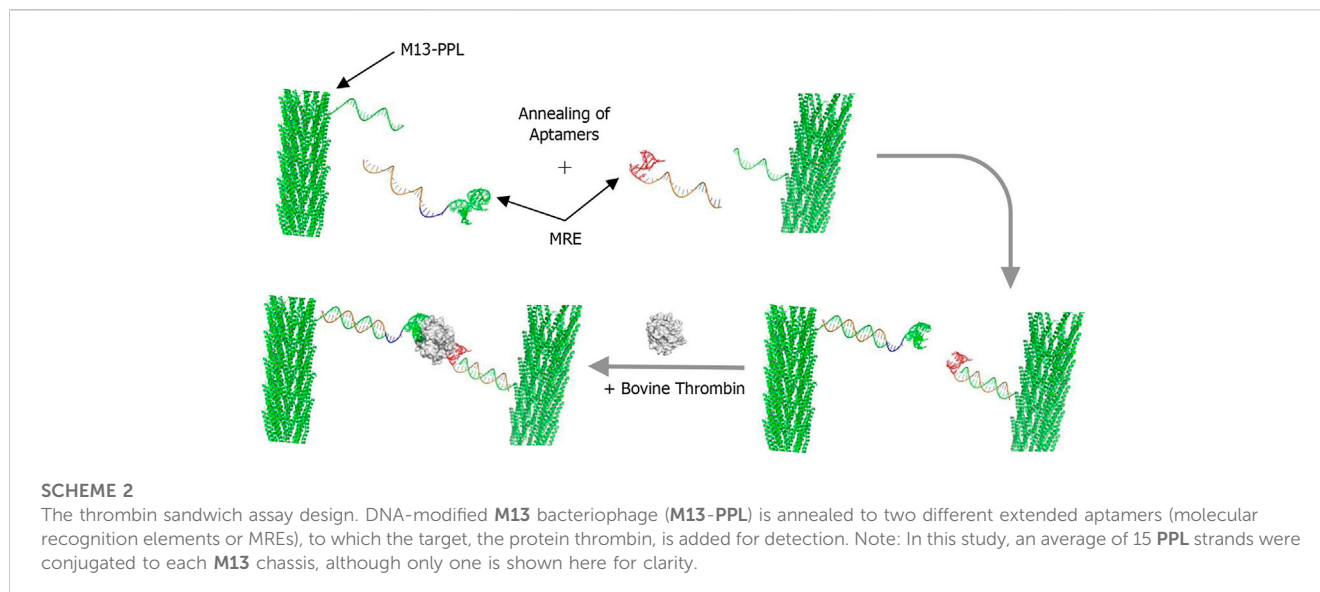 M13-PPL
Annealing of
Aptamers
+
MRE
+ Bovine Thrombin
SCHEME 2
The thrombin sandwich assay design. DNA-modified M13 bacteriophage (M13-PPL) is annealed to two different extended aptamers (molecular
recognition elements or MREs), to which the target, the protein thrombin, is added for detection. Note: In this study, an average of 15 PPL strands were
conjugated to each M13 chassis, although only one is shown here for clarity.